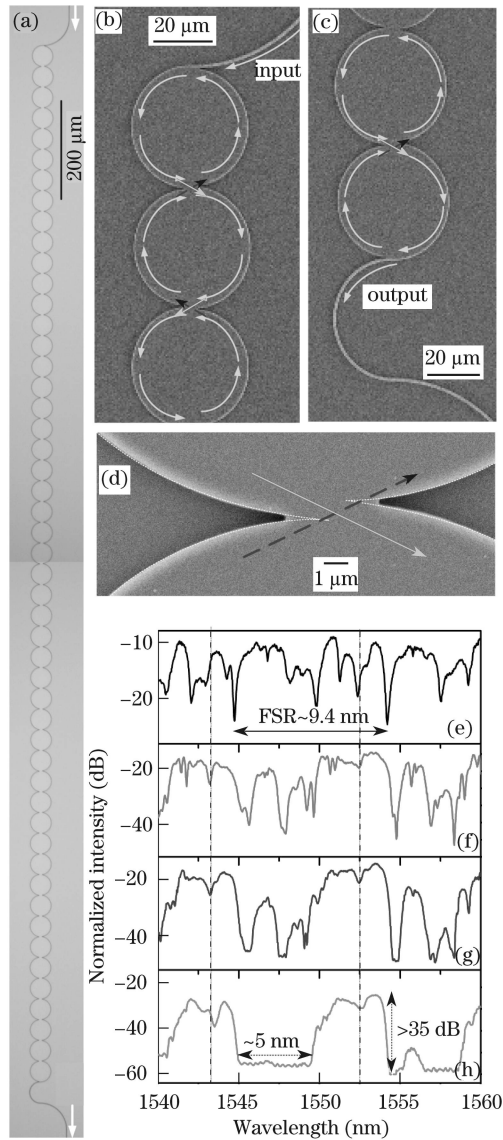 (a)
200 µm
(b)
20 µm
input
(c)
output
20 µm
(d)
1 µm
−10
−20
FSR~9.4 nm
(e)
−20
−40
(f)
−20
−40
(g)
−20
−40
−60
~5 nm
>35 dB
(h)
Normalized intensity (dB)
1540 1545 1550 1555 1560
Wavelength (nm)